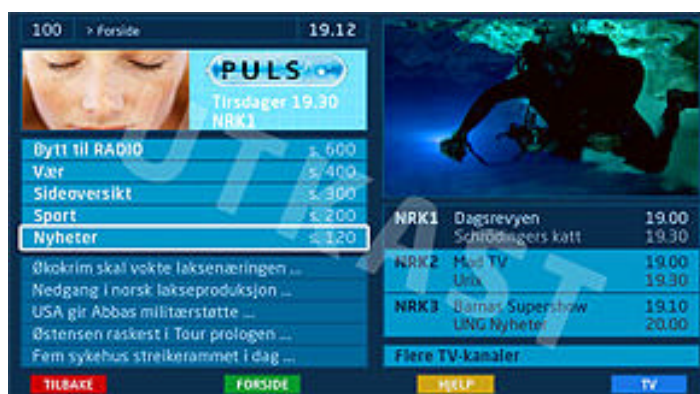 100 > Forside 19.12
PULS
Tirsdager 19.30
NRK1
Bytt til RADIO s. 600
Vær s. 400
Sideoversikt s. 300
Sport s. 200
Nyheter s. 120
Økokrim skal vokte laksenæringen ...
Nedgang i norsk lakseproduksjon ...
USA gir Abbas militærstøtte ...
Østensen raskest i Tour prologen ...
Fem sykehus streikerammet i dag ...
NRK1 Dagsrevyen 19.00
Schrödingers katt 19.30
NRK2 Mad TV 19.00
Urix 19.30
NRK3 Barnas Supershow 19.10
UNG Nyheter 20.00
Flere TV-kanaler
TILBAKE FORSIDE HJELP TV
UTKAST